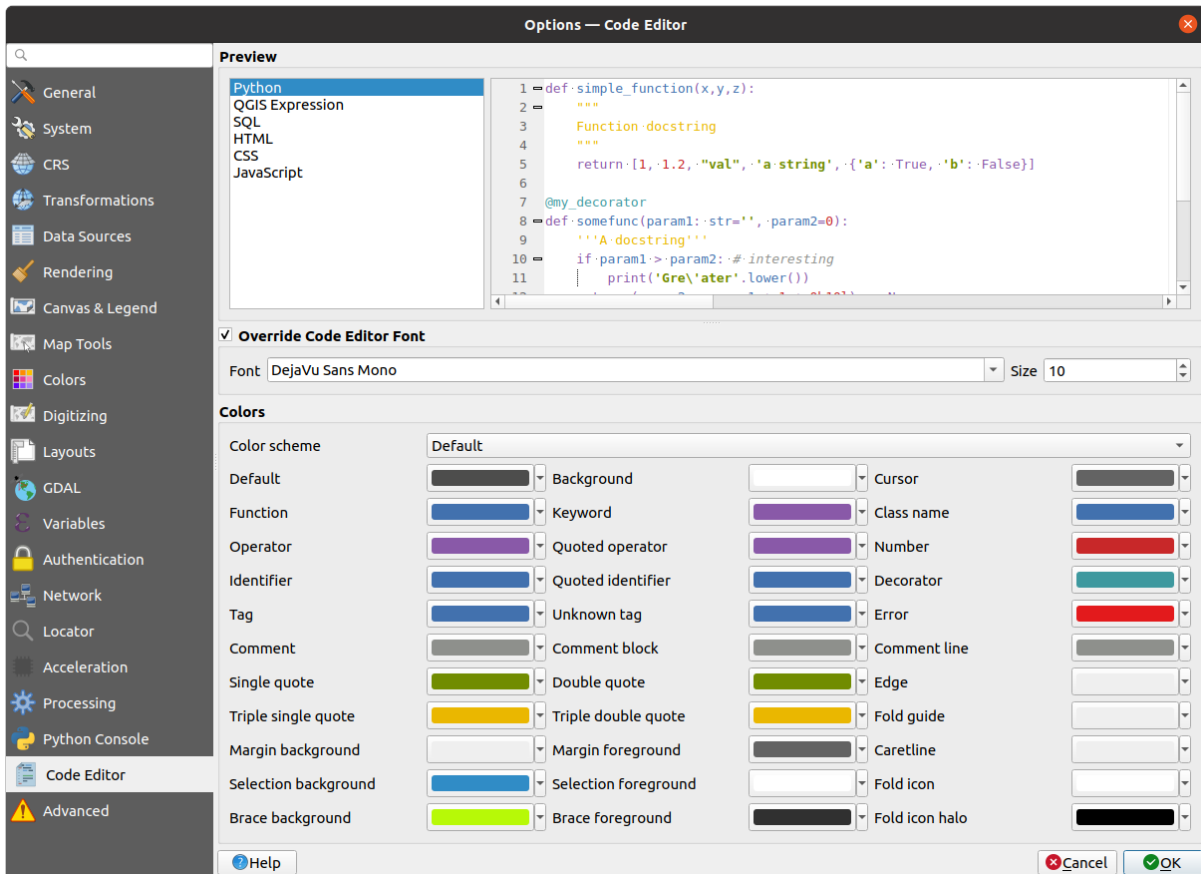 Options — Code Editor
General
System
CRS
Transformations
Data Sources
Rendering
Canvas & Legend
Map Tools
Colors
Digitizing
Layouts
GDAL
Variables
Authentication
Network
Locator
Acceleration
Processing
Python Console
Code Editor
Advanced
Preview
Python
QGIS Expression
SQL
HTML
CSS
JavaScript
1 def simple_function(x,y,z):
2 """
3 Function docstring
4 """
5 return [1, 1.2, "val", 'a string', {'a': True, 'b': False}]
6
7 @my_decorator
8 def somefunc(param1: str='', param2=0):
9 '''A docstring'''
10 if param1 > param2: # interesting
11 print('Gre\'ater'.lower())
Override Code Editor Font
Font DejaVu Sans Mono Size 10
Colors
Color scheme Default
Default Background Cursor
Function Keyword Class name
Operator Quoted operator Number
Identifier Quoted identifier Decorator
Tag Unknown tag Error
Comment Comment block Comment line
Single quote Double quote Edge
Triple single quote Triple double quote Fold guide
Margin background Margin foreground Caretline
Selection background Selection foreground Fold icon
Brace background Brace foreground Fold icon halo
Help Cancel OK